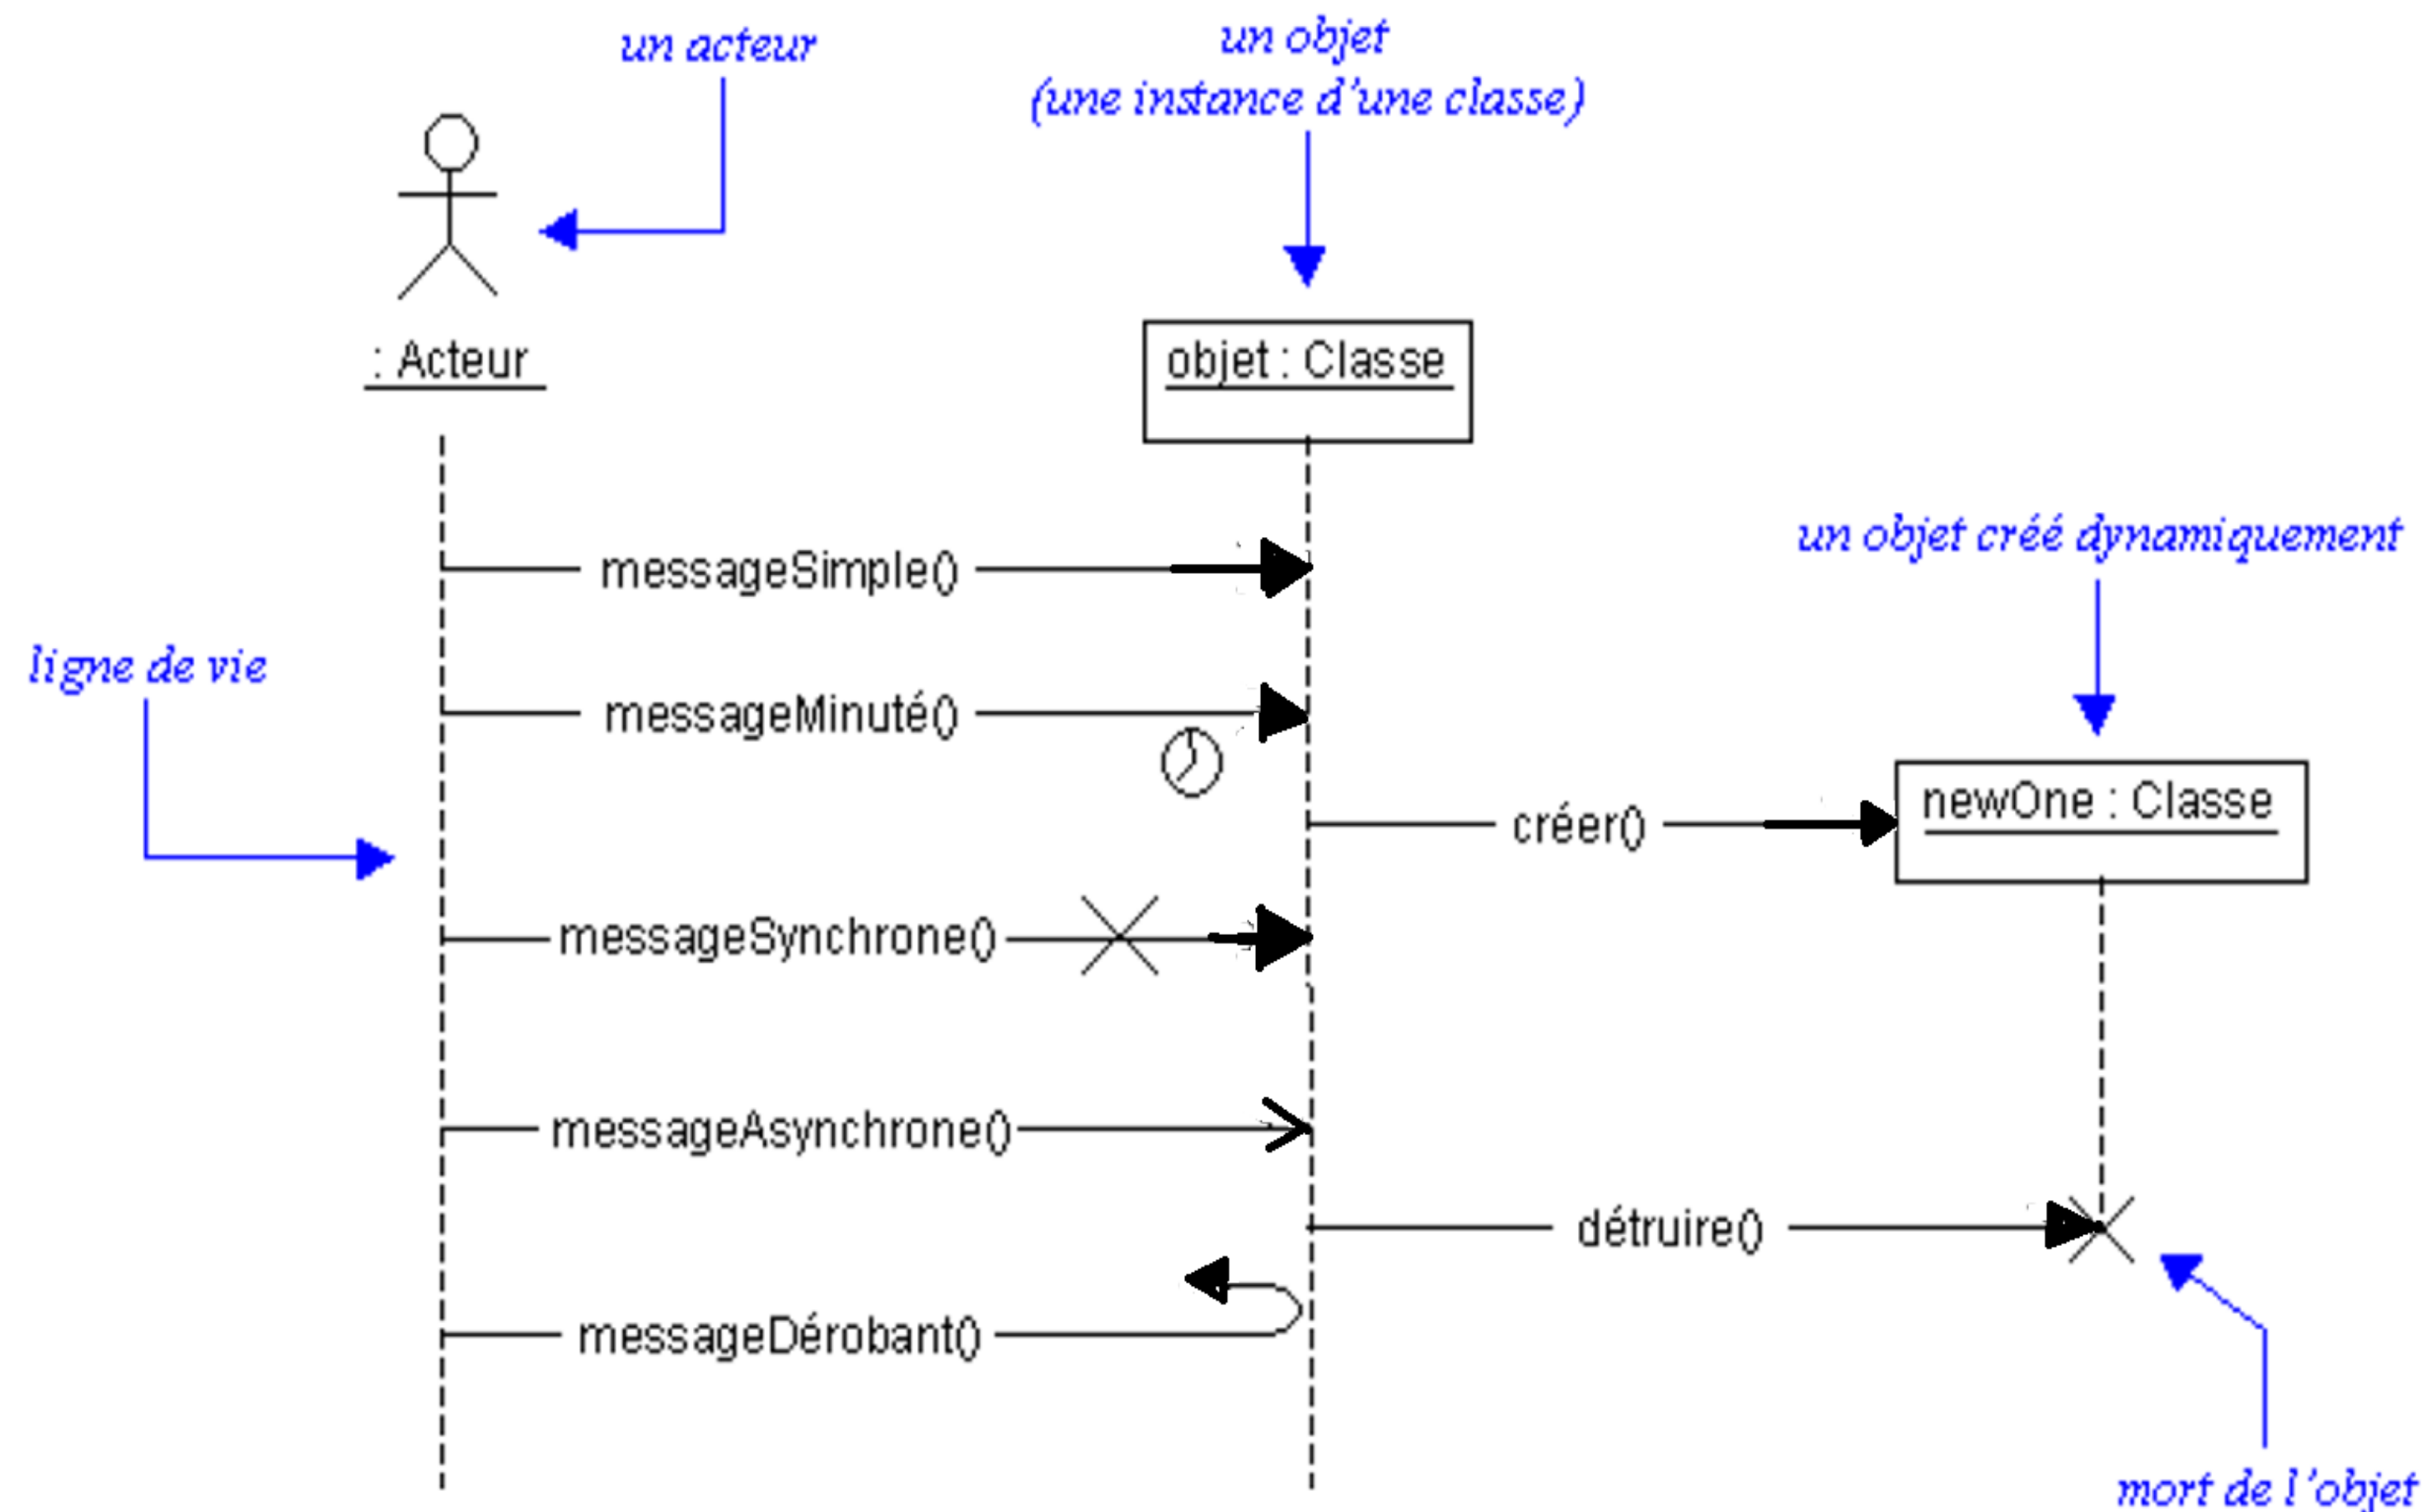 un acteur
un objet
(une instance d'une classe)
: Acteur
objet : Classe
un objet créé dynamiquement
messageSimple()
ligne de vie
messageMinuté()
newOne : Classe
créer()
messageSynchrone()
messageAsynchrone()
détruire()
messageDérobant()
mort de l'objet